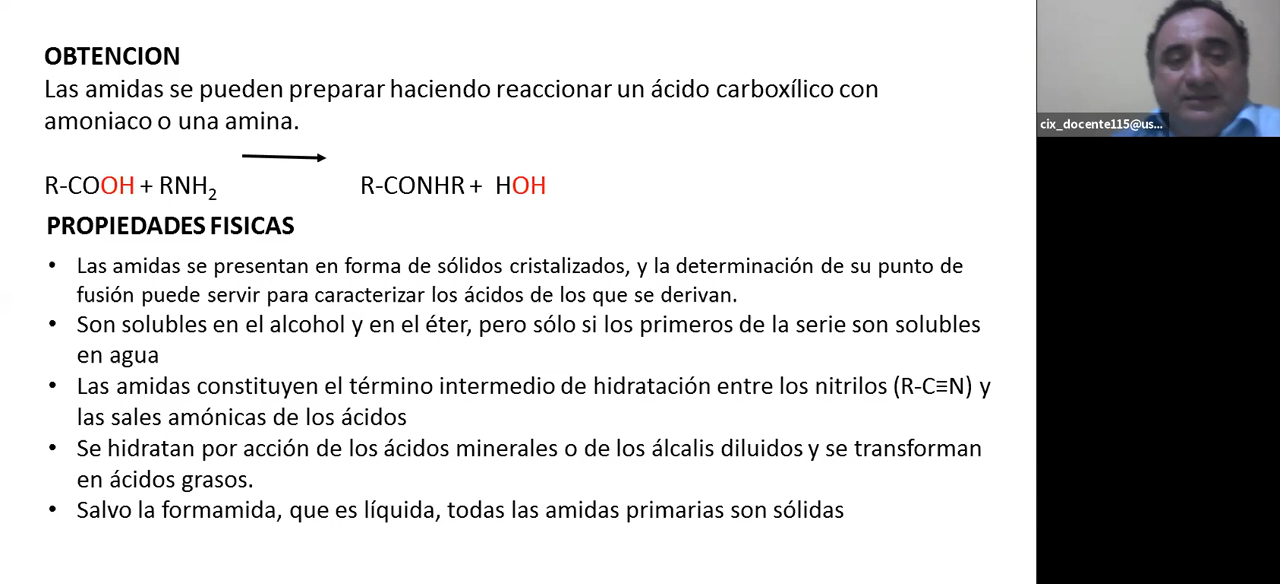 OBTENCION
Las amidas se pueden preparar haciendo reaccionar un ácido carboxílico con
amoniaco o una amina.
R-COOH + RNH₂ R-CONHR + HOH
PROPIEDADES FISICAS
• Las amidas se presentan en forma de sólidos cristalizados, y la determinación de su punto de
fusión puede servir para caracterizar los ácidos de los que se derivan.
• Son solubles en el alcohol y en el éter, pero sólo si los primeros de la serie son solubles
en agua
• Las amidas constituyen el término intermedio de hidratación entre los nitrilos (R-C≡N) y
las sales amónicas de los ácidos
• Se hidratan por acción de los ácidos minerales o de los álcalis diluidos y se transforman
en ácidos grasos.
• Salvo la formamida, que es líquida, todas las amidas primarias son sólidas
cix_docente115@us...